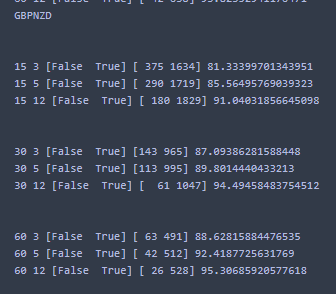 GBPNZD
15 3 [False  True] [ 375 1634] 81.33399701343951
15 5 [False  True] [ 290 1719] 85.56495769039323
15 12 [False  True] [ 180 1829] 91.04031856645098
30 3 [False  True] [143 965] 87.09386281588448
30 5 [False  True] [113 995] 89.8014440433213
30 12 [False  True] [  61 1047] 94.49458483754512
60 3 [False  True] [ 63 491] 88.62815884476535
60 5 [False  True] [ 42 512] 92.4187725631769
60 12 [False  True] [ 26 528] 95.30685920577618